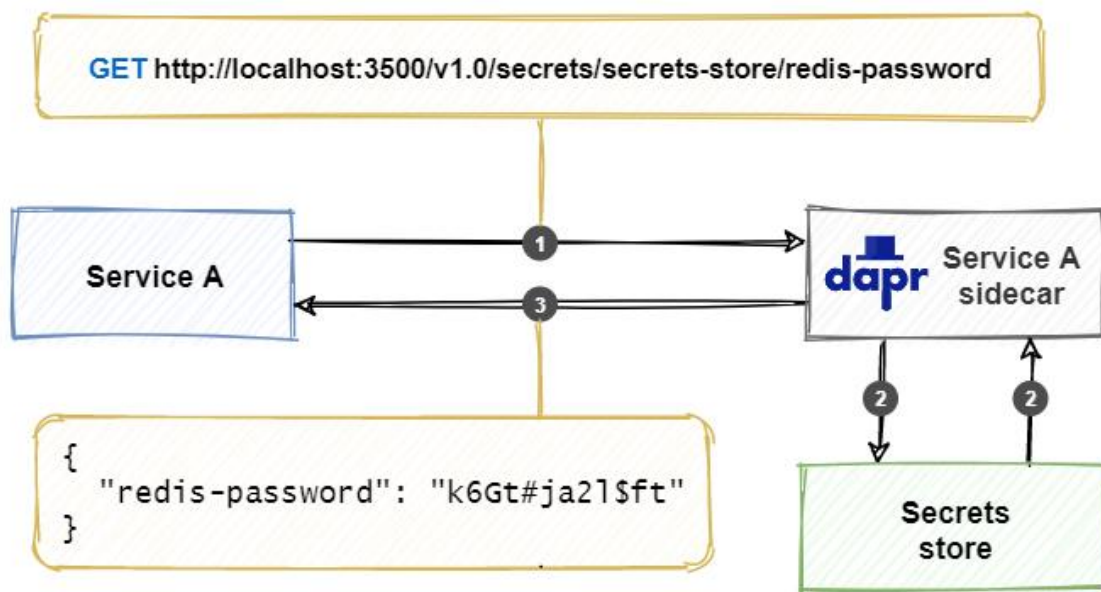 GET http://localhost:3500/v1.0/secrets/secrets-store/redis-password
Service A
1
dapr
Service A
sidecar
3
2
2
{
"redis-password": "k6Gt#ja2l$ft"
}
Secrets
store